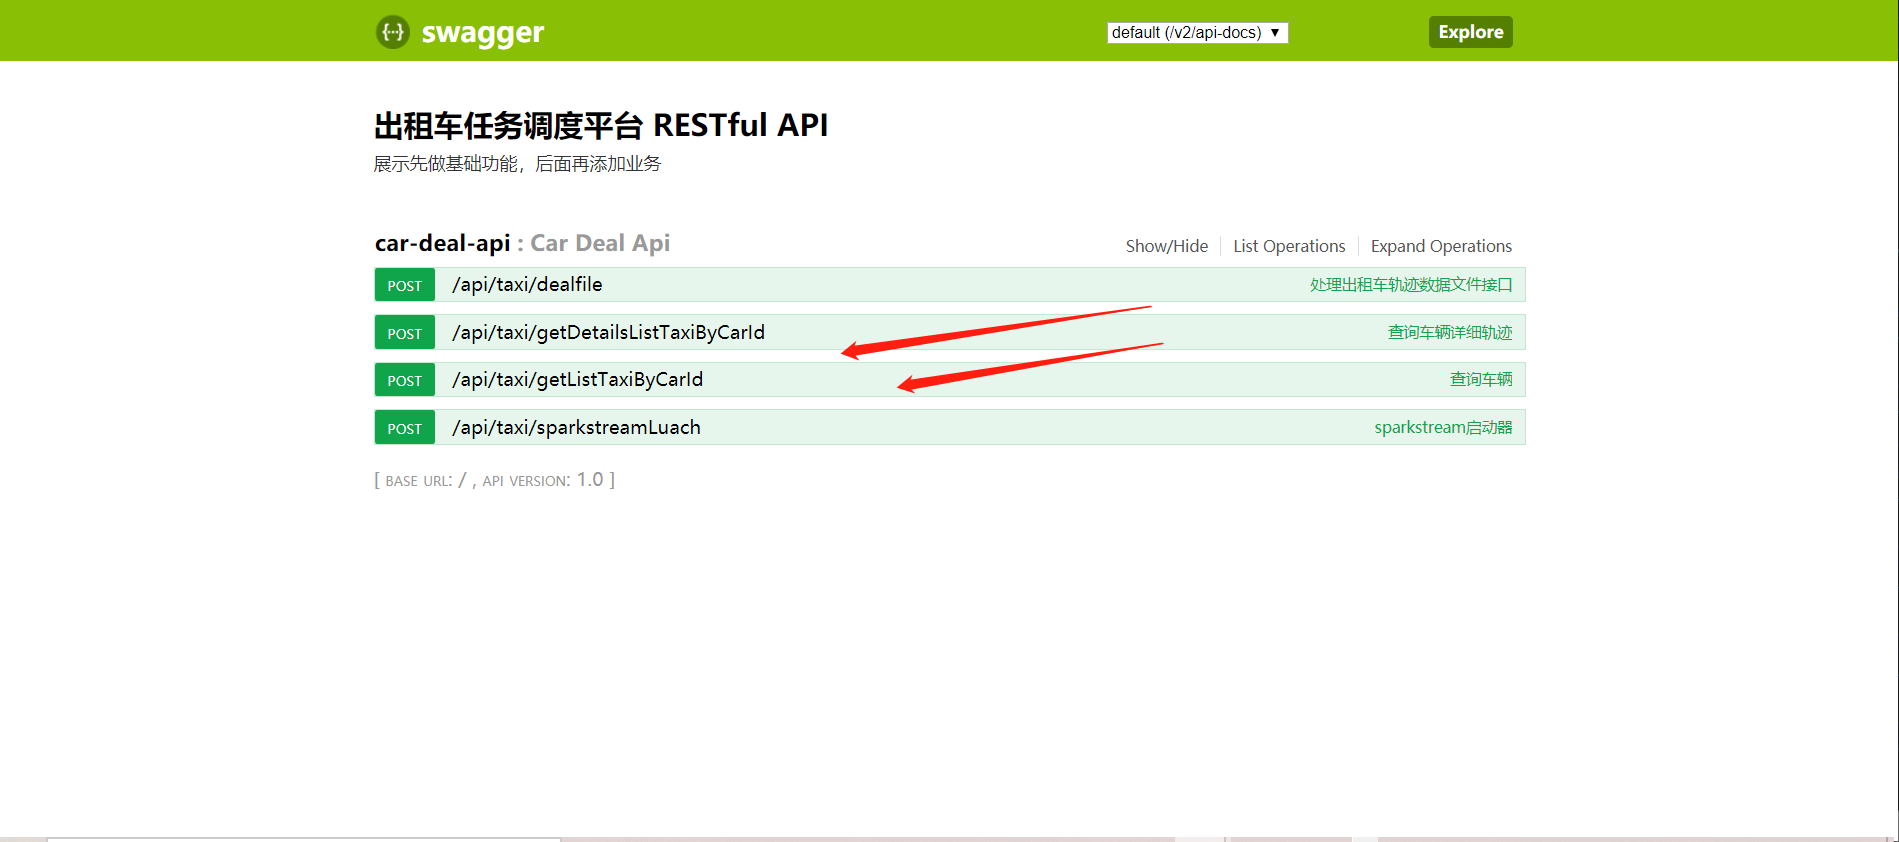 swagger
default (/v2/api-docs)
Explore
出租车任务调度平台 RESTful API
展示先做基础功能，后面再添加业务
car-deal-api : Car Deal Api
Show/Hide
List Operations
Expand Operations
POST /api/taxi/dealfile 处理出租车轨迹数据文件接口
POST /api/taxi/getDetailsListTaxiByCarId 查询车辆详细轨迹
POST /api/taxi/getListTaxiByCarId 查询车辆
POST /api/taxi/sparkstreamLuach sparkstream启动器
[ BASE URL: / , API VERSION: 1.0 ]